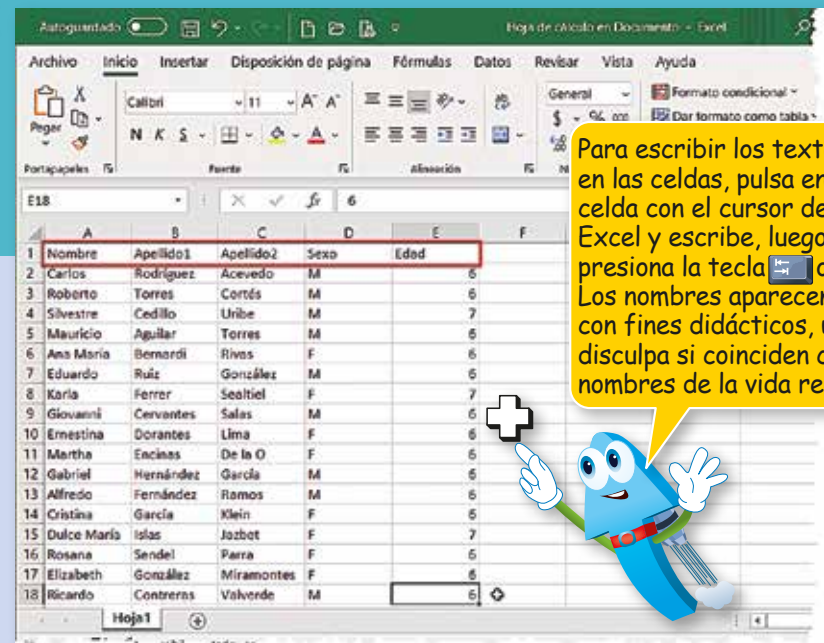 Autoguardado
Hoja de cálculo en Documento - Excel
Archivo Inicio Insertar Disposición de página Fórmulas Datos Revisar Vista Ayuda
Pegar
Calibri 11 A A
General
Formato condicional
N K S A
$ % 000
Dar formato como tabla
Portapapeles Fuente Alineación
E18 fx 6
A B C D E F
1 Nombre Apellido1 Apellido2 Sexo Edad
2 Carlos Rodríguez Acevedo M 6
3 Roberto Torres Cortés M 6
4 Silvestre Cedillo Uribe M 7
5 Mauricio Aguilar Torres M 6
6 Ana María Bernardi Rivas F 6
7 Eduardo Ruiz González M 6
8 Karla Ferrer Sealtiel F 7
9 Giovanni Cervantes Salas M 6
10 Ernestina Dorantes Lima F 6
11 Martha Encinas De la O F 6
12 Gabriel Hernández García M 6
13 Alfredo Fernández Ramos M 6
14 Cristina García Klein F 6
15 Dulce María Islas Jazbet F 7
16 Rosana Sendel Parra F 6
17 Elizabeth González Miramontes F 6
18 Ricardo Contreras Valverde M 6
Hoja1
Para escribir los text
en las celdas, pulsa en
celda con el cursor de
Excel y escribe, luego
presiona la tecla
Los nombres aparecen
con fines didácticos, u
disculpa si coinciden c
nombres de la vida re